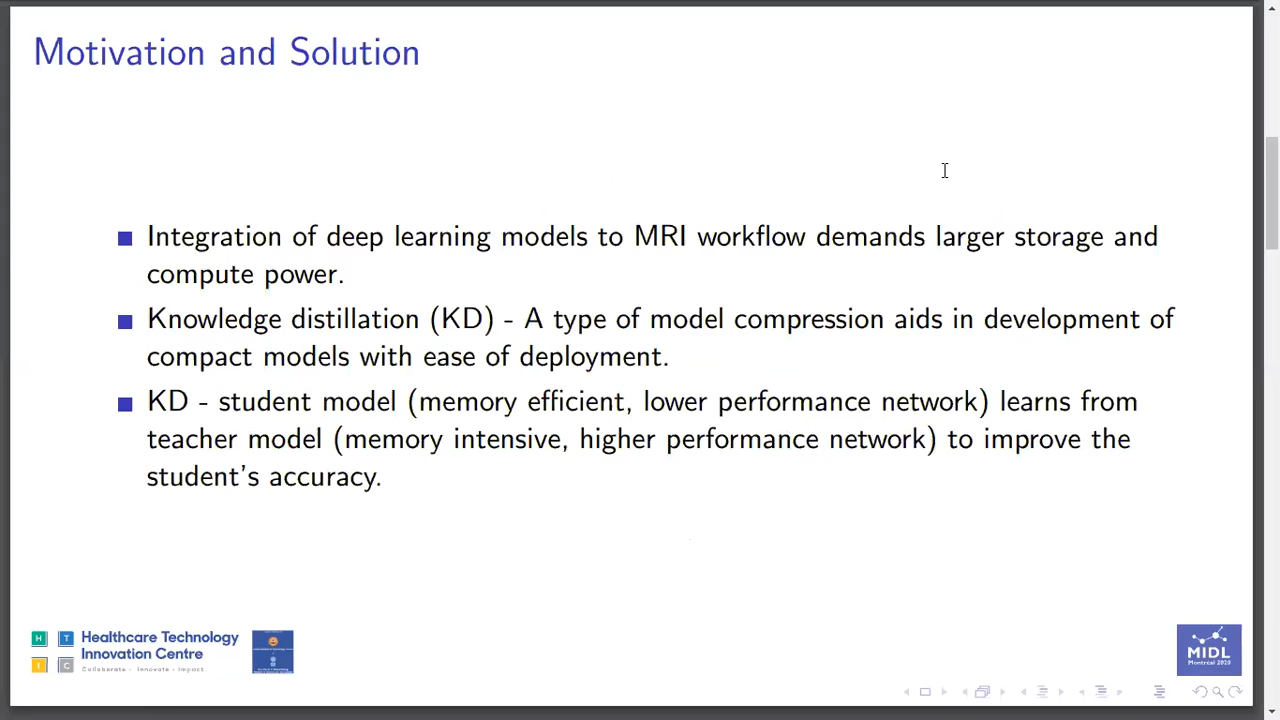 Motivation and Solution
Integration of deep learning models to MRI workflow demands larger storage and
compute power.
Knowledge distillation (KD) - A type of model compression aids in development of
compact models with ease of deployment.
KD - student model (memory efficient, lower performance network) learns from
teacher model (memory intensive, higher performance network) to improve the
student's accuracy.
H T
I C
Healthcare Technology
Innovation Centre
Collaborate - Innovate - Impact
MIDL
Montréal 2020